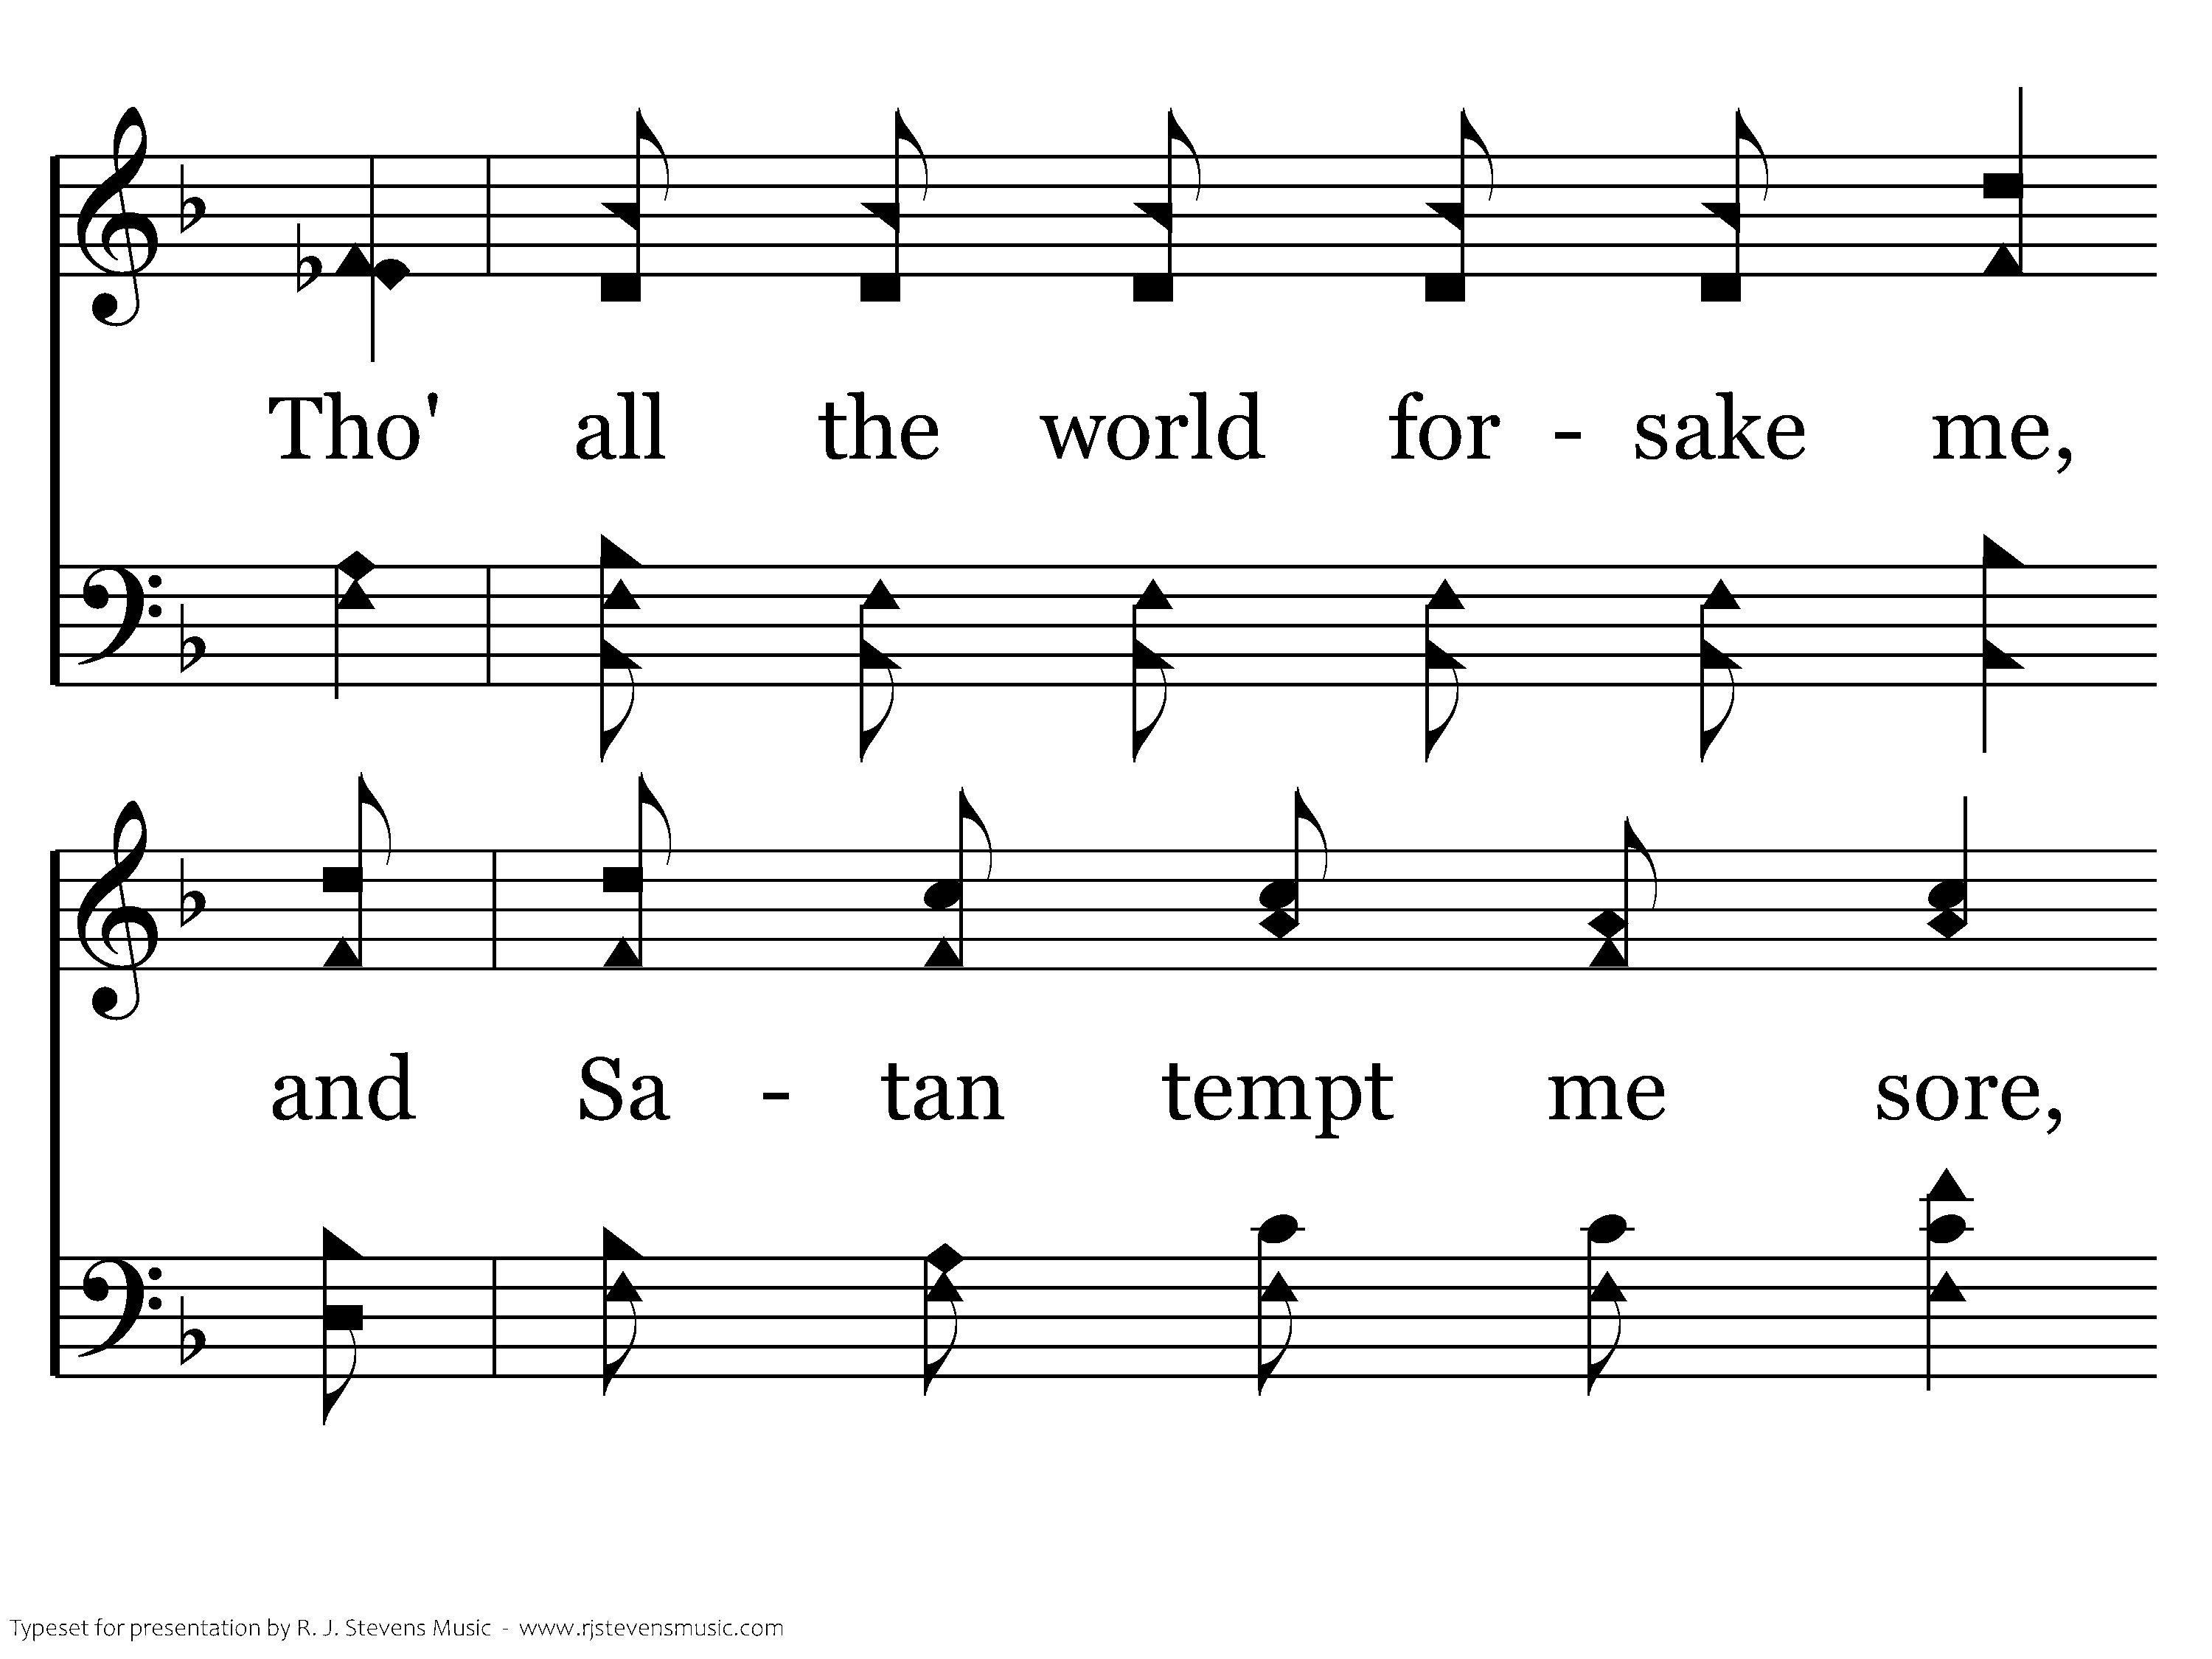 Tho' all the world for - sake me,
and Sa - tan tempt me sore,
Typeset for presentation by R. J. Stevens Music - www.rjstevensmusic.com